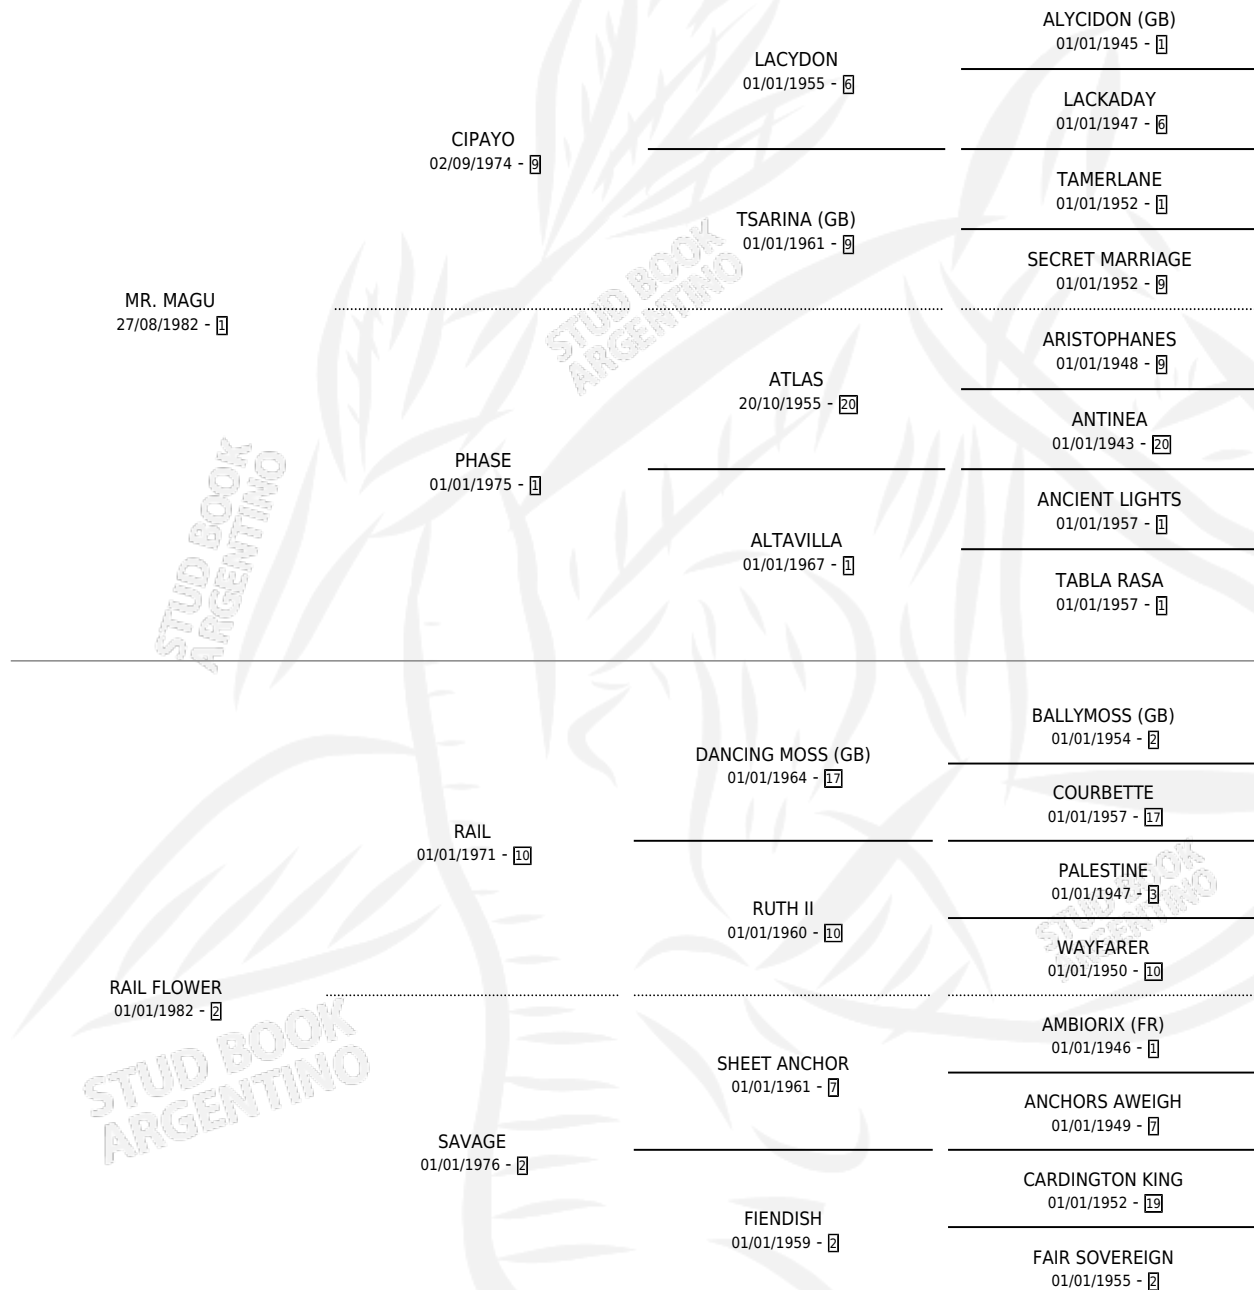 ALYCIDON (GB)
01/01/1945 - 1
LACYDON
01/01/1955 - 6
LACKADAY
01/01/1947 - 6
CIPAYO
02/09/1974 - 9
TAMERLANE
01/01/1952 - 1
TSARINA (GB)
01/01/1961 - 9
SECRET MARRIAGE
01/01/1952 - 9
MR. MAGU
27/08/1982 - 1
ARISTOPHANES
01/01/1948 - 9
ATLAS
20/10/1955 - 20
ANTINEA
01/01/1943 - 20
PHASE
01/01/1975 - 1
ANCIENT LIGHTS
01/01/1957 - 1
ALTAVILLA
01/01/1967 - 1
TABLA RASA
01/01/1957 - 1
BALLYMOSS (GB)
01/01/1954 - 2
DANCING MOSS (GB)
01/01/1964 - 17
COURBETTE
01/01/1957 - 17
RAIL
01/01/1971 - 10
PALESTINE
01/01/1947 - 3
RUTH II
01/01/1960 - 10
WAYFARER
01/01/1950 - 10
RAIL FLOWER
01/01/1982 - 2
AMBIORIX (FR)
01/01/1946 - 1
SHEET ANCHOR
01/01/1961 - 7
ANCHORS AWEIGH
01/01/1949 - 7
SAVAGE
01/01/1976 - 2
CARDINGTON KING
01/01/1952 - 19
FIENDISH
01/01/1959 - 2
FAIR SOVEREIGN
01/01/1955 - 2
STUD BOOK
ARGENTINO
STUD BOOK
ARGENTINO
STUD BOOK
ARGENTINO
STUD BOOK
ARGENTINO